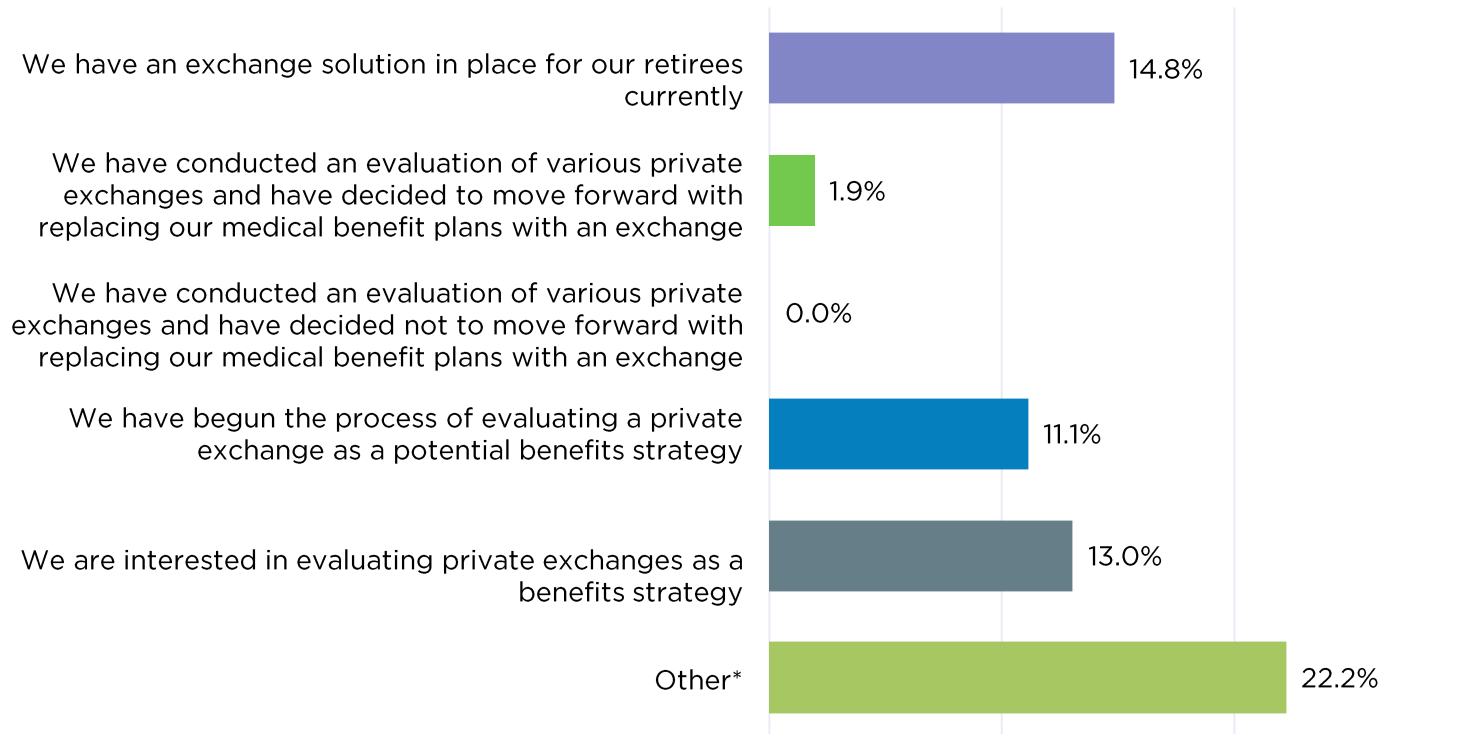 We have an exchange solution in place for our retirees
currently
14.8%
We have conducted an evaluation of various private
exchanges and have decided to move forward with
replacing our medical benefit plans with an exchange
1.9%
We have conducted an evaluation of various private
exchanges and have decided not to move forward with
replacing our medical benefit plans with an exchange
0.0%
We have begun the process of evaluating a private
exchange as a potential benefits strategy
11.1%
We are interested in evaluating private exchanges as a
benefits strategy
13.0%
Other*
22.2%